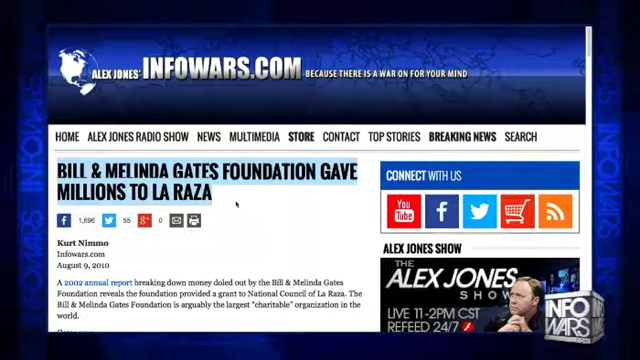 ALEX JONES' INFOWARS.COM BECAUSE THERE IS A WAR ON FOR YOUR MIND
HOME ALEX JONES RADIO SHOW NEWS MULTIMEDIA STORE CONTACT TOP STORIES BREAKING NEWS SEARCH
BILL & MELINDA GATES FOUNDATION GAVE
MILLIONS TO LA RAZA
1,696 55 0
Kurt Nimmo
Infowars.com
August 9, 2010
A 2002 annual report breaking down money doled out by the Bill & Melinda Gates
Foundation reveals the foundation provided a grant to National Council of La Raza. The
Bill & Melinda Gates Foundation is arguably the largest "charitable" organization in the
world.
CONNECT WITH US
You
Tube
ALEX JONES SHOW
THE
ALEX JONES
SHOW
LIVE 11-2PM CST
REFEED 24/7
INFO
WARS
.COM
INFOWARS
INFOWARS